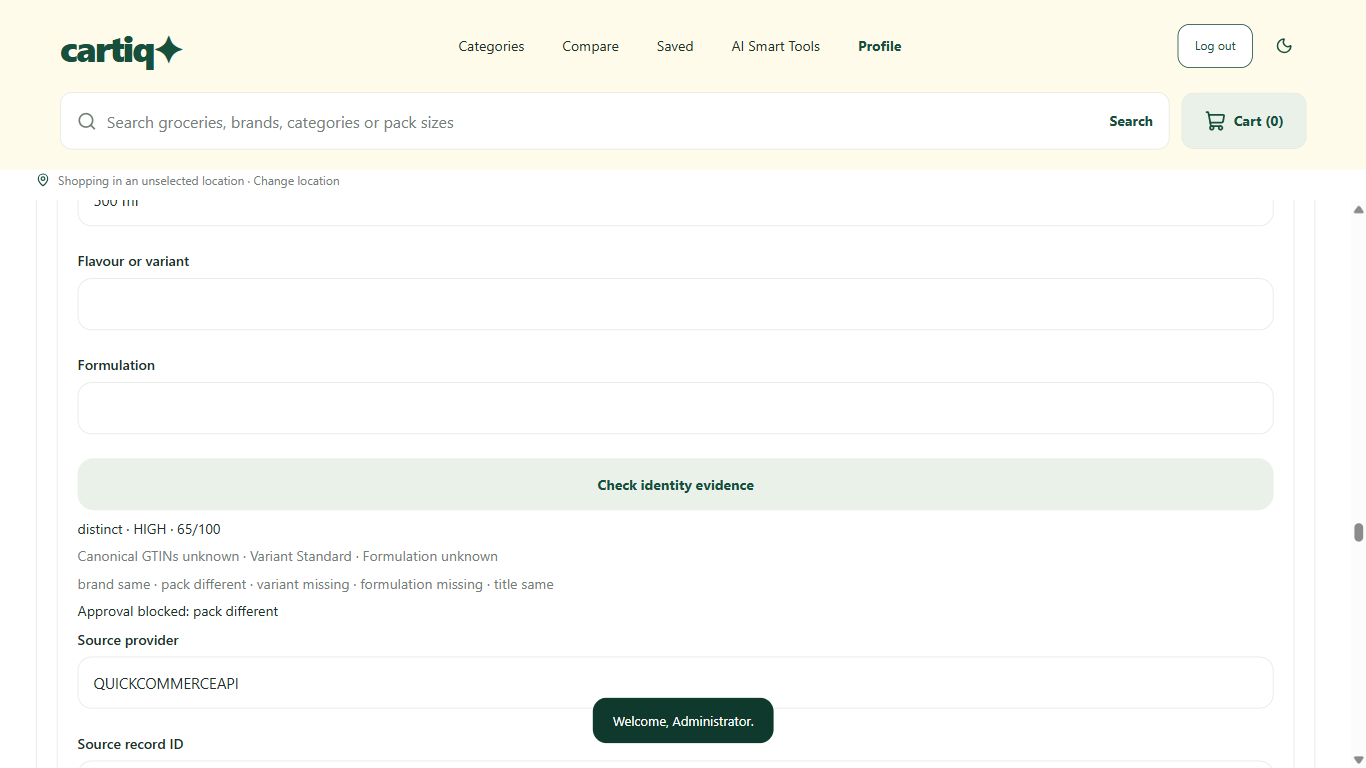 cartiq
Categories
Compare
Saved
AI Smart Tools
Profile
Log out
Search groceries, brands, categories or pack sizes
Search
Cart (0)
Shopping in an unselected location · Change location
500 ml
Flavour or variant
Formulation
Check identity evidence
distinct · HIGH · 65/100
Canonical GTINs unknown · Variant Standard · Formulation unknown
brand same · pack different · variant missing · formulation missing · title same
Approval blocked: pack different
Source provider
QUICKCOMMERCEAPI
Welcome, Administrator.
Source record ID